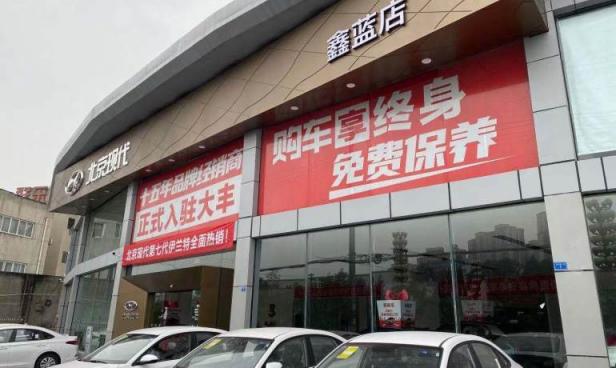 鑫蓝店
北京现代
十五年品牌经销商
正式入驻大丰
北京现代第七代伊兰特全面热销！
购车享终身
免费保养